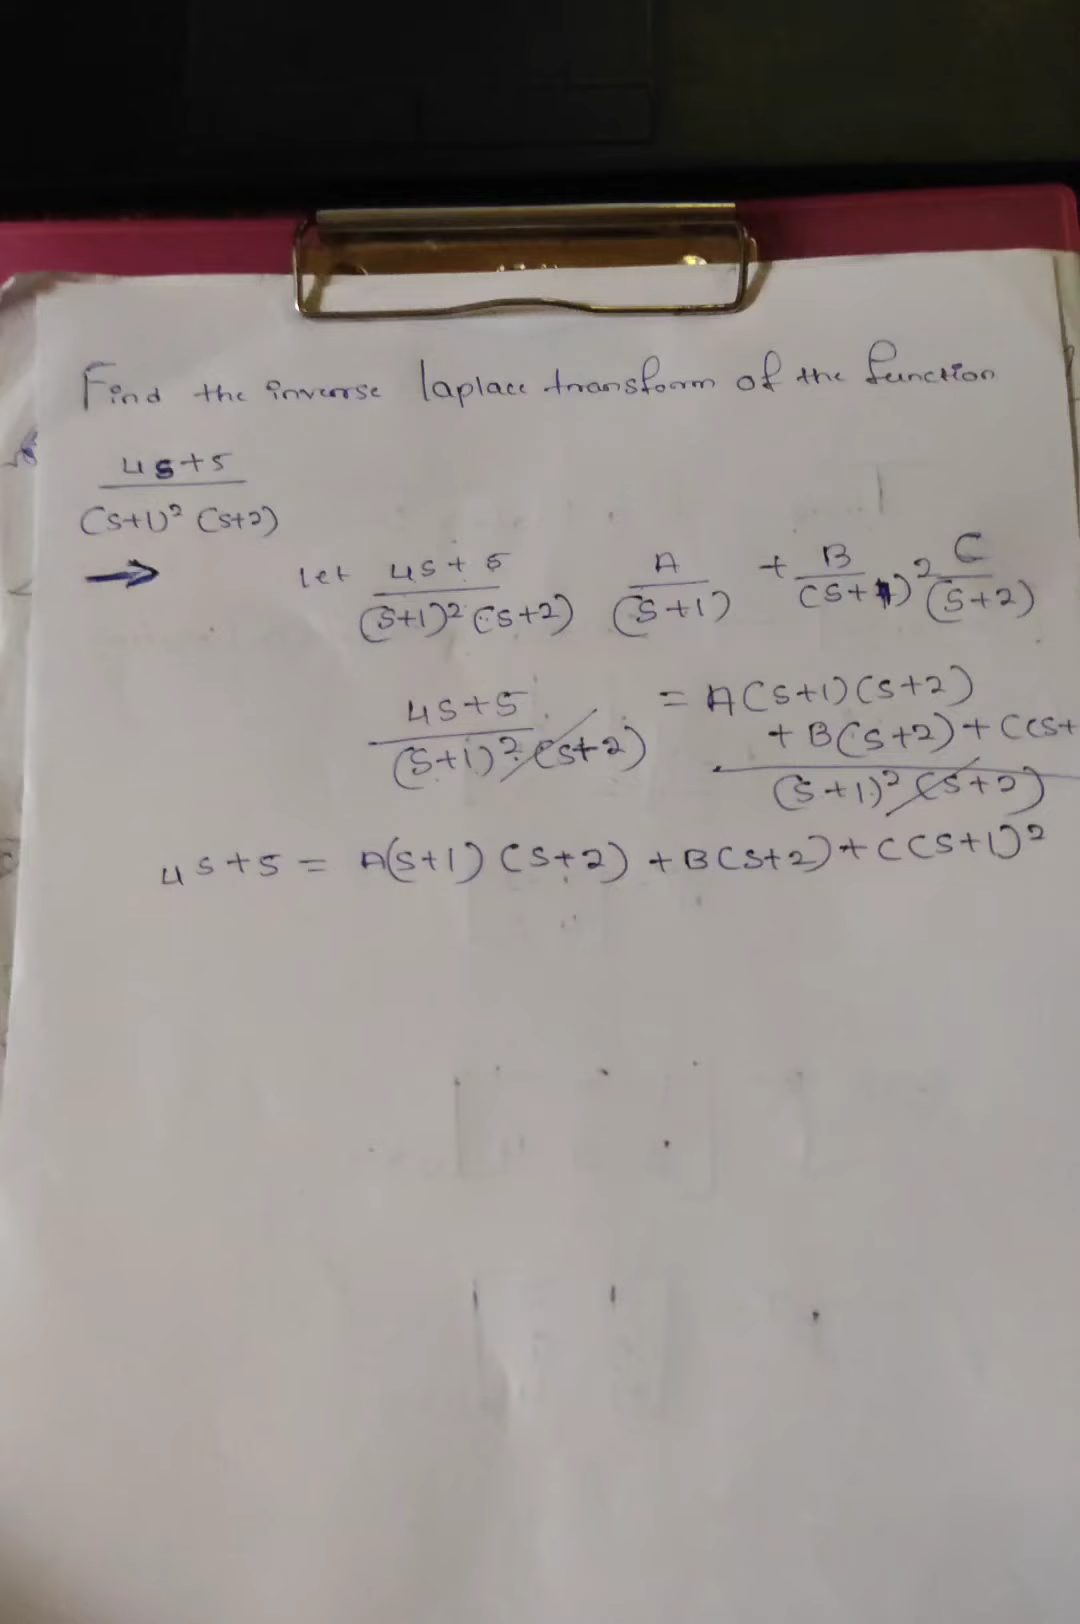 Find the inverse laplace transform of the function
4s+5
(s+1)² (s+2)
→ let 4s+5 A + B C
(s+1)² (s+2) (s+1) (s+1)² (s+2)
4s+5 = A(s+1)(s+2)
+ B(s+2) + C(s+
(s+1)² (s+2) (s+1)² (s+2)
4s+5 = A(s+1) (s+2) + B(s+2) + C(s+1)²